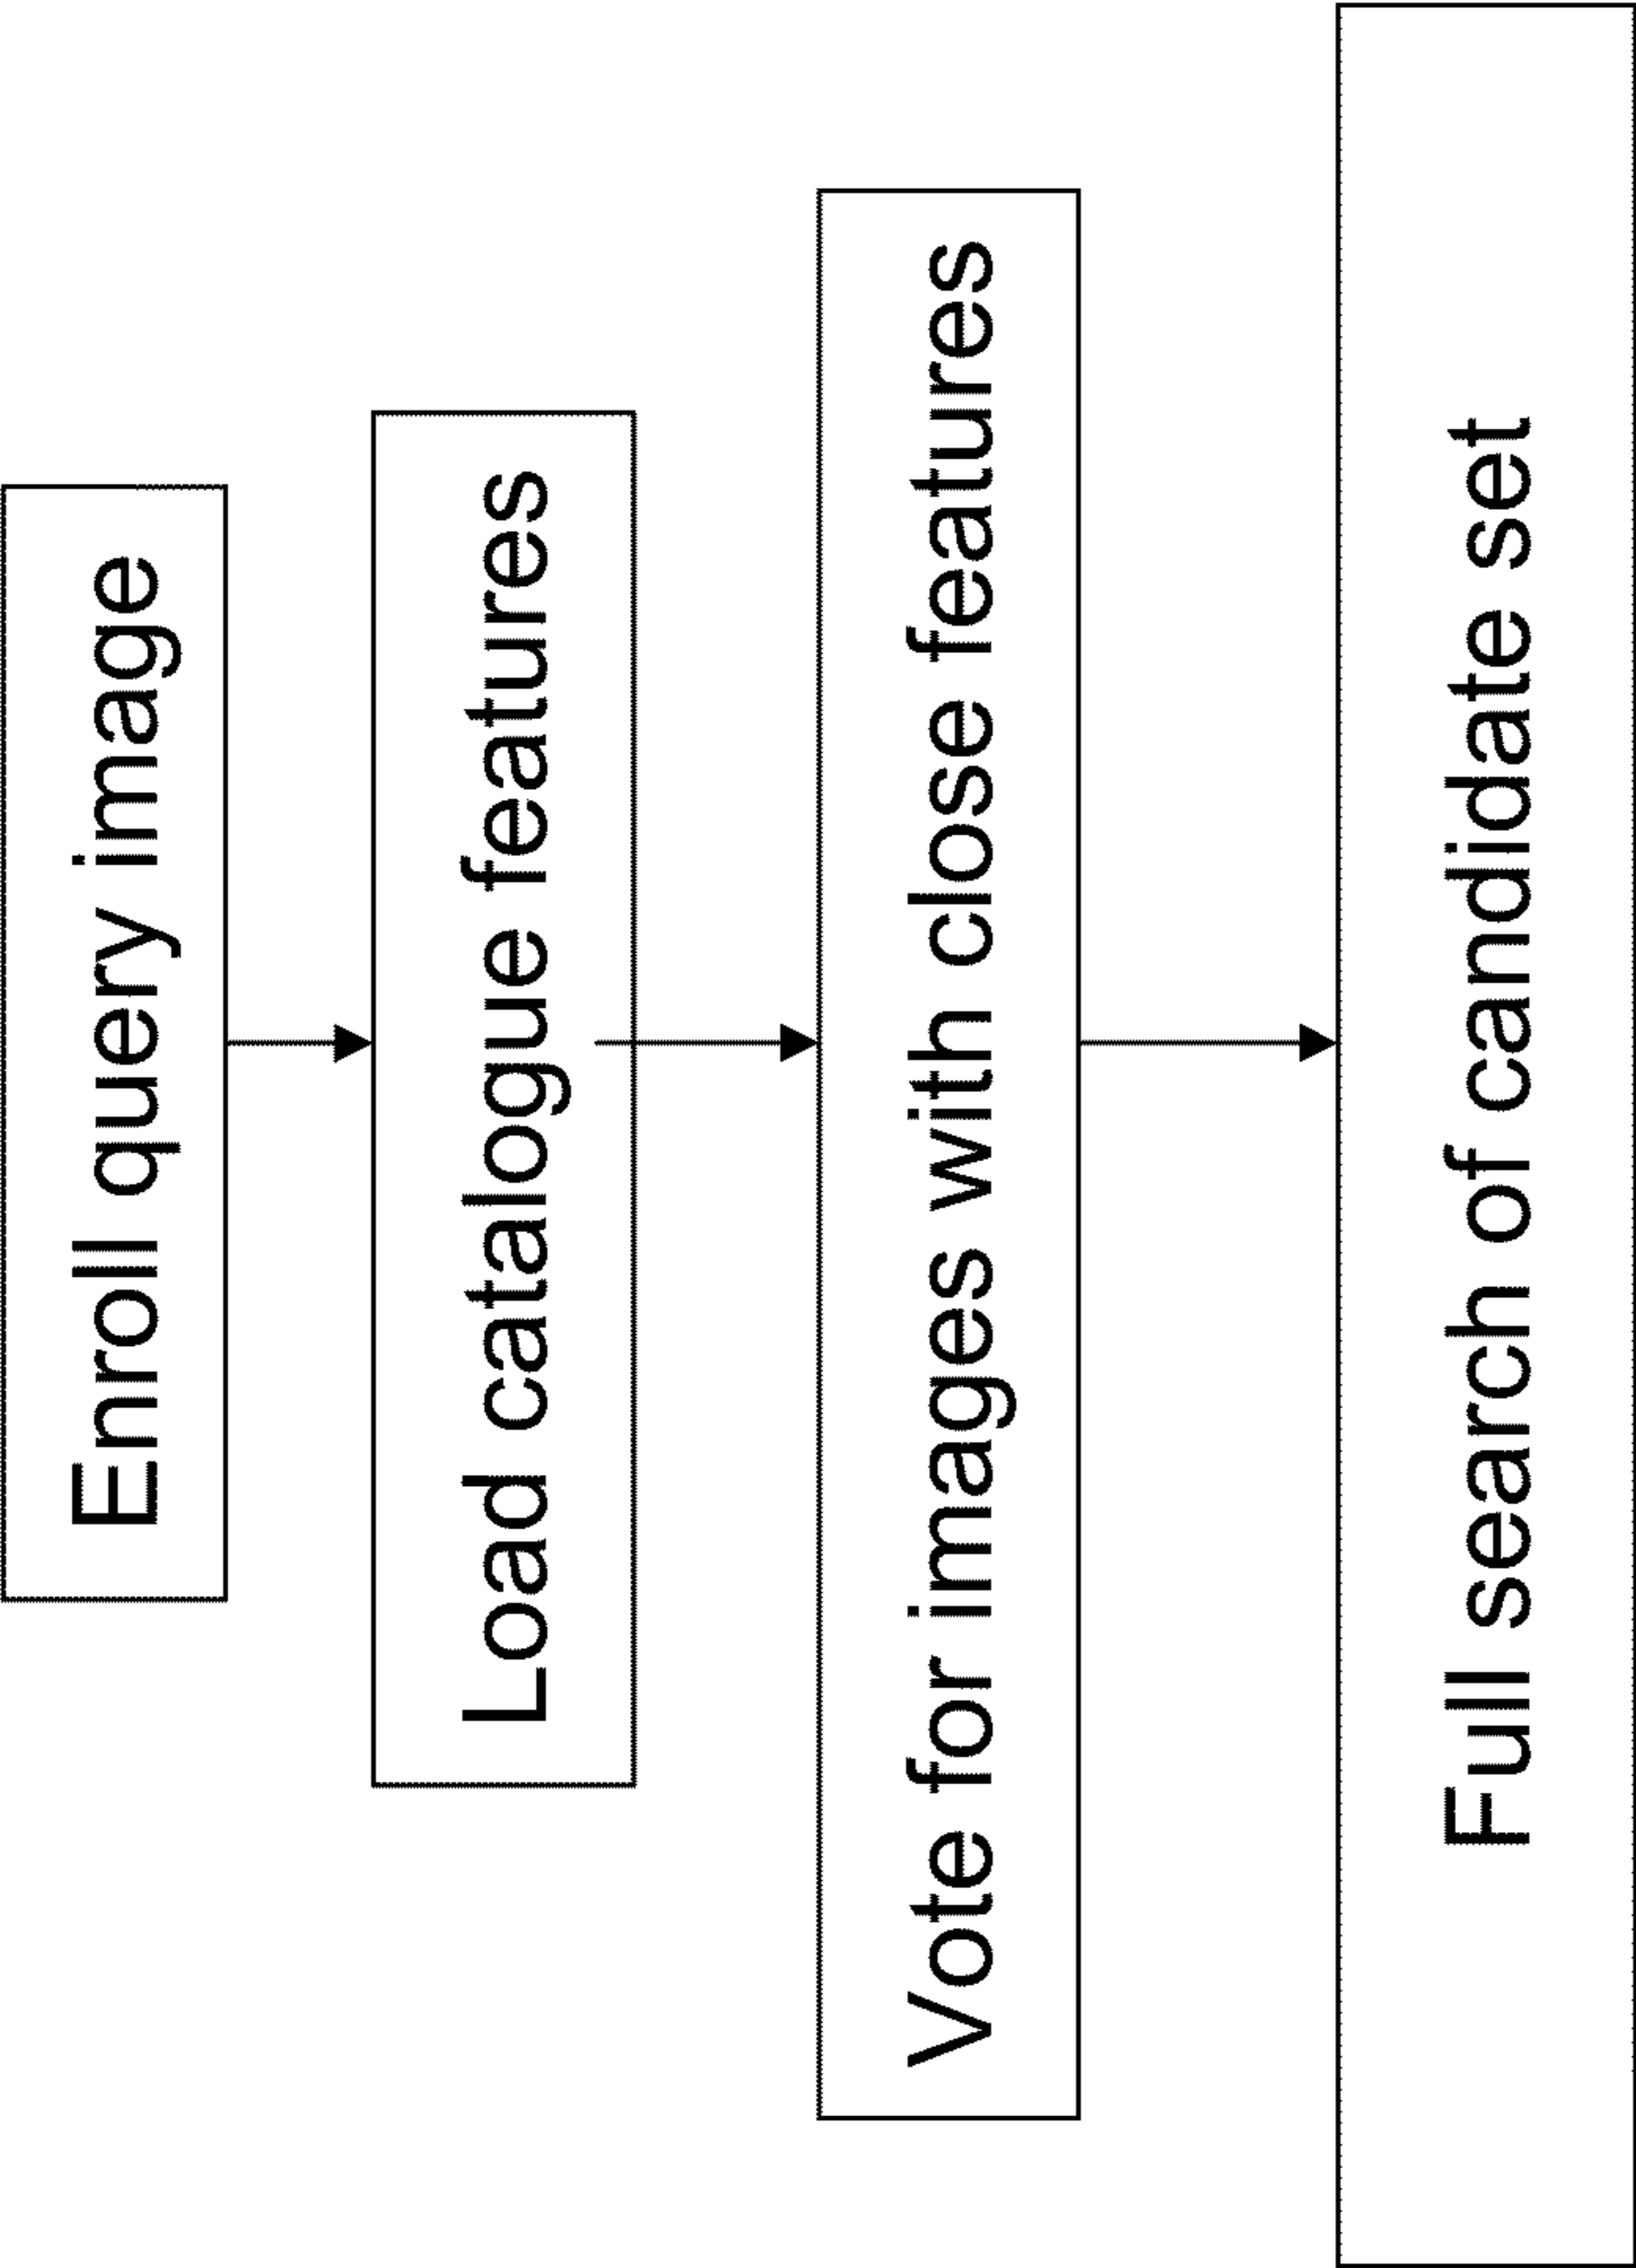 Enroll query image
Load catalogue features
Vote for images with close features
Full search of candidate set